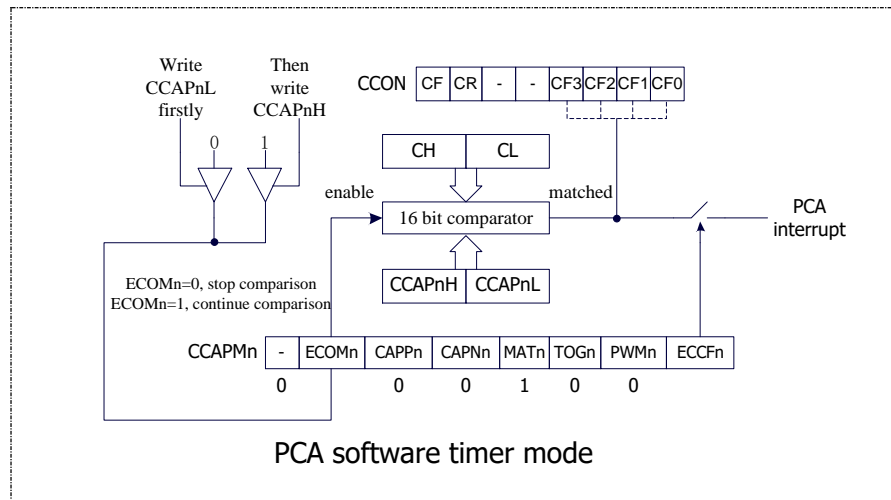 Write
CCAPnL
firstly
Then
write
CCAPnH
0
1
CCON
CF CR - - CF3 CF2 CF1 CF0
CH CL
enable
16 bit comparator
matched
PCA
interrupt
CCAPnH CCAPnL
ECOMn=0, stop comparison
ECOMn=1, continue comparison
CCAPMn
- ECOMn CAPPn CAPNn MATn TOGn PWMn ECCFn
0 0 0 1 0 0
PCA software timer mode